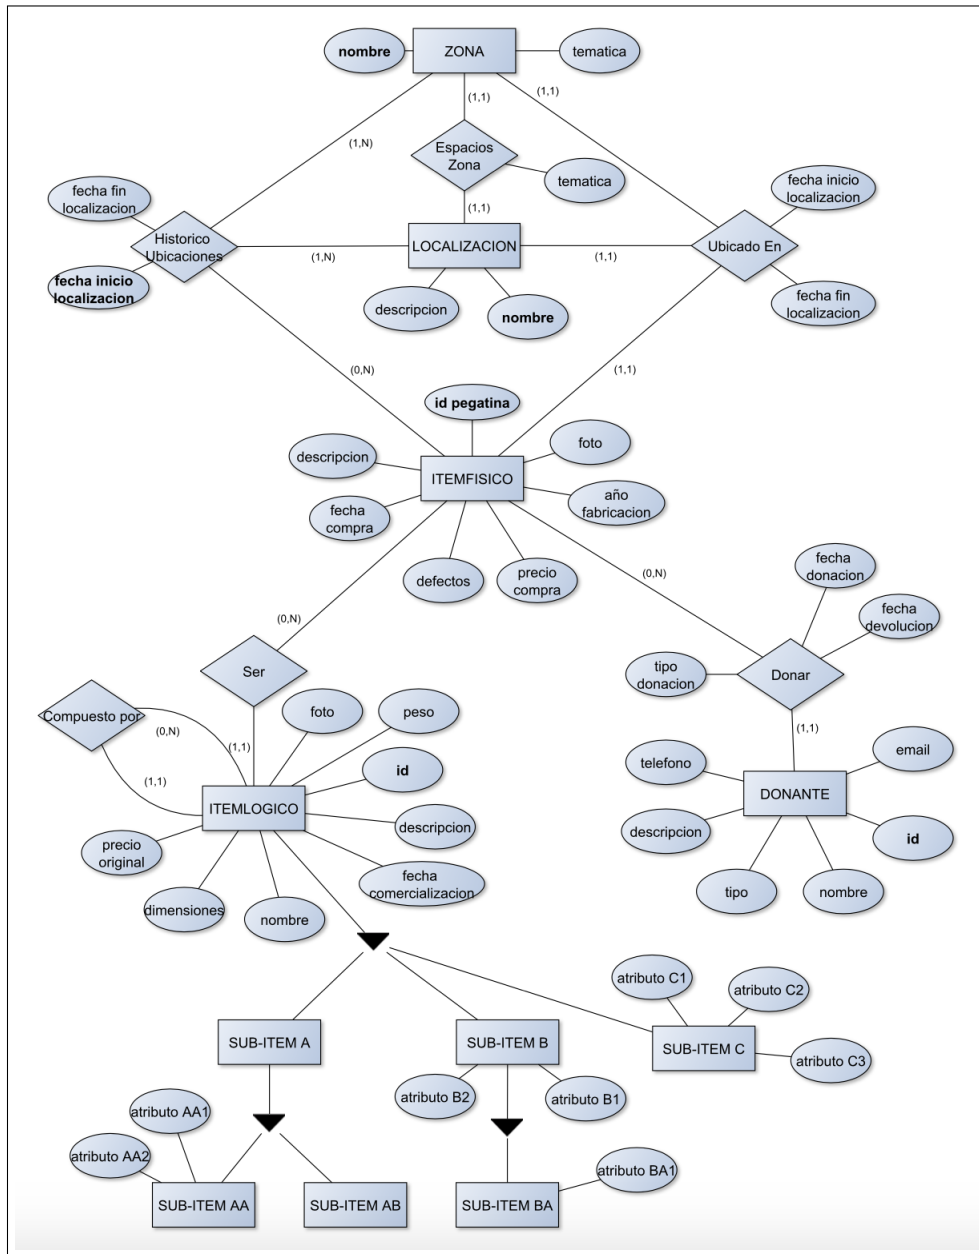 nombre
ZONA
tematica
(1,1)
(1,1)
(1,N)
Espacios
Zona
tematica
fecha fin
localizacion
fecha inicio
localizacion
(1,1)
Historico
Ubicaciones
LOCALIZACION
Ubicado En
(1,N)
(1,1)
fecha inicio
localizacion
descripcion
nombre
fecha fin
localizacion
(0,N)
(1,1)
id pegatina
foto
descripcion
ITEMFISICO
año
fabricacion
fecha
compra
defectos
precio
compra
(0,N)
fecha
donacion
(0,N)
fecha
devolucion
Ser
tipo
donacion
Donar
Compuesto por
(0,N)
(1,1)
foto
peso
(1,1)
(1,1)
id
telefono
email
ITEMLOGICO
DONANTE
precio
original
descripcion
descripcion
id
fecha
comercializacion
dimensiones
nombre
tipo
nombre
atributo C1
atributo C2
SUB-ITEM A
SUB-ITEM B
SUB-ITEM C
atributo C3
atributo B2
atributo B1
atributo AA1
atributo AA2
atributo BA1
SUB-ITEM AA
SUB-ITEM AB
SUB-ITEM BA